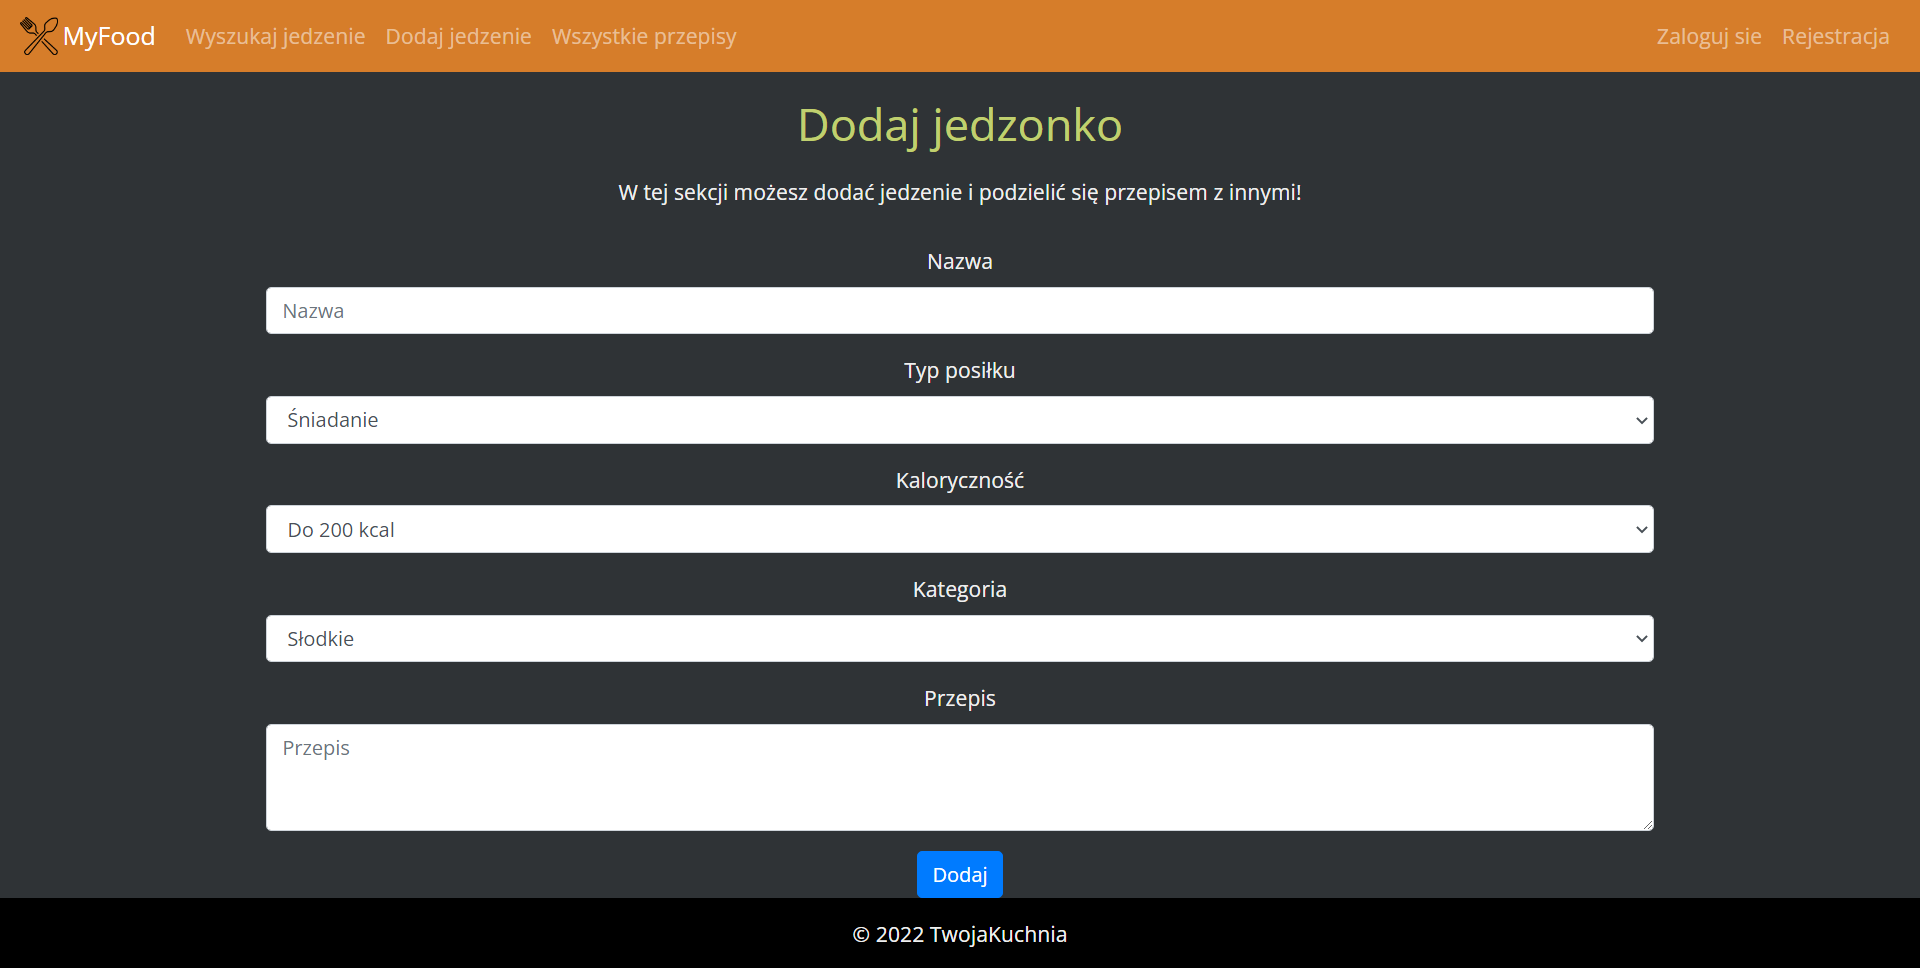 MyFood Wyszukaj jedzenie Dodaj jedzenie Wszystkie przepisy Zaloguj sie Rejestracja
Dodaj jedzonko
W tej sekcji możesz dodać jedzenie i podzielić się przepisem z innymi!
Nazwa
Nazwa
Typ posiłku
Śniadanie
Kaloryczność
Do 200 kcal
Kategoria
Słodkie
Przepis
Przepis
Dodaj
© 2022 TwojaKuchnia